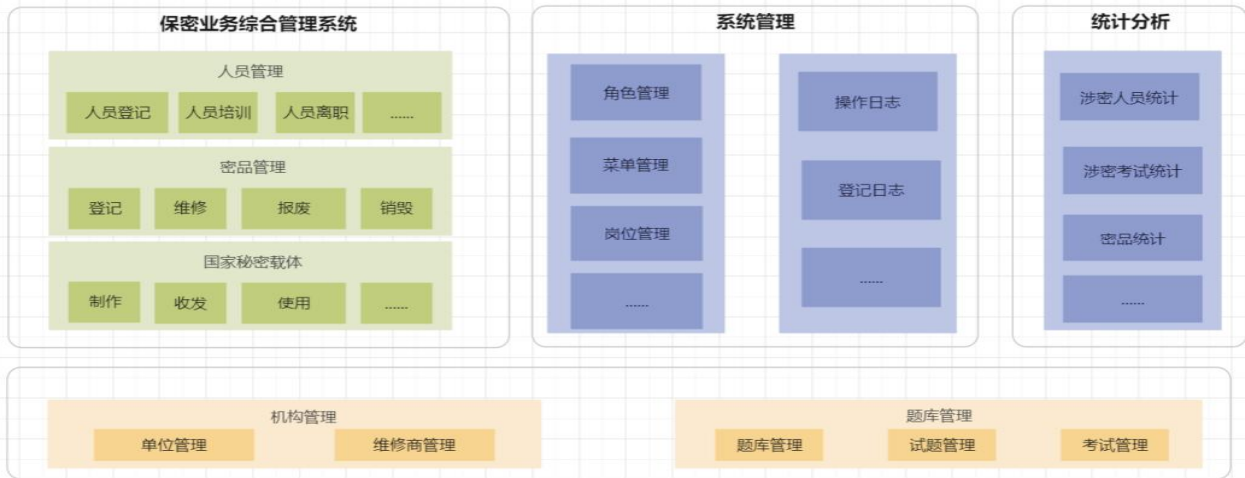 保密业务综合管理系统
人员管理
人员登记 人员培训 人员离职 ......
密品管理
登记 维修 报废 销毁
国家秘密载体
制作 收发 使用 ......
系统管理
角色管理
菜单管理
岗位管理
......
操作日志
登记日志
......
统计分析
涉密人员统计
涉密考试统计
密品统计
......
机构管理
单位管理 维修商管理
题库管理
题库管理 试题管理 考试管理